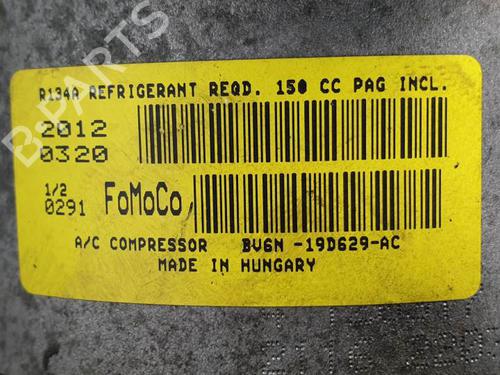 R134A REFRIGERANT REQD. 150 CC PAG INCL.
2012
0320
1/2
0291
FoMoCo
A/C COMPRESSOR BV6N -19D629-AC
MADE IN HUNGARY